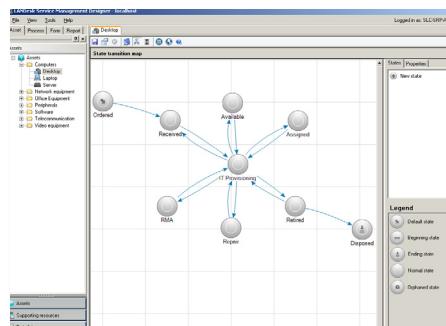 LANDesk Service Management Designer - localhost
File View Tools Help
Logged in as:
Asset Process Form Report
Desktop
State transition map
Assets
Assets
Computers
Desktop
Laptop
Server
Network equipment
Office Equipment
Peripherals
Software
Telecommunication
Video equipment
States Properties
New state
Ordered
Received
Available
Assigned
IT Provisioning
RMA
Repair
Retired
Disposed
Legend
Default state
Beginning state
Ending state
Normal state
Orphaned state
Assets
Supporting resources